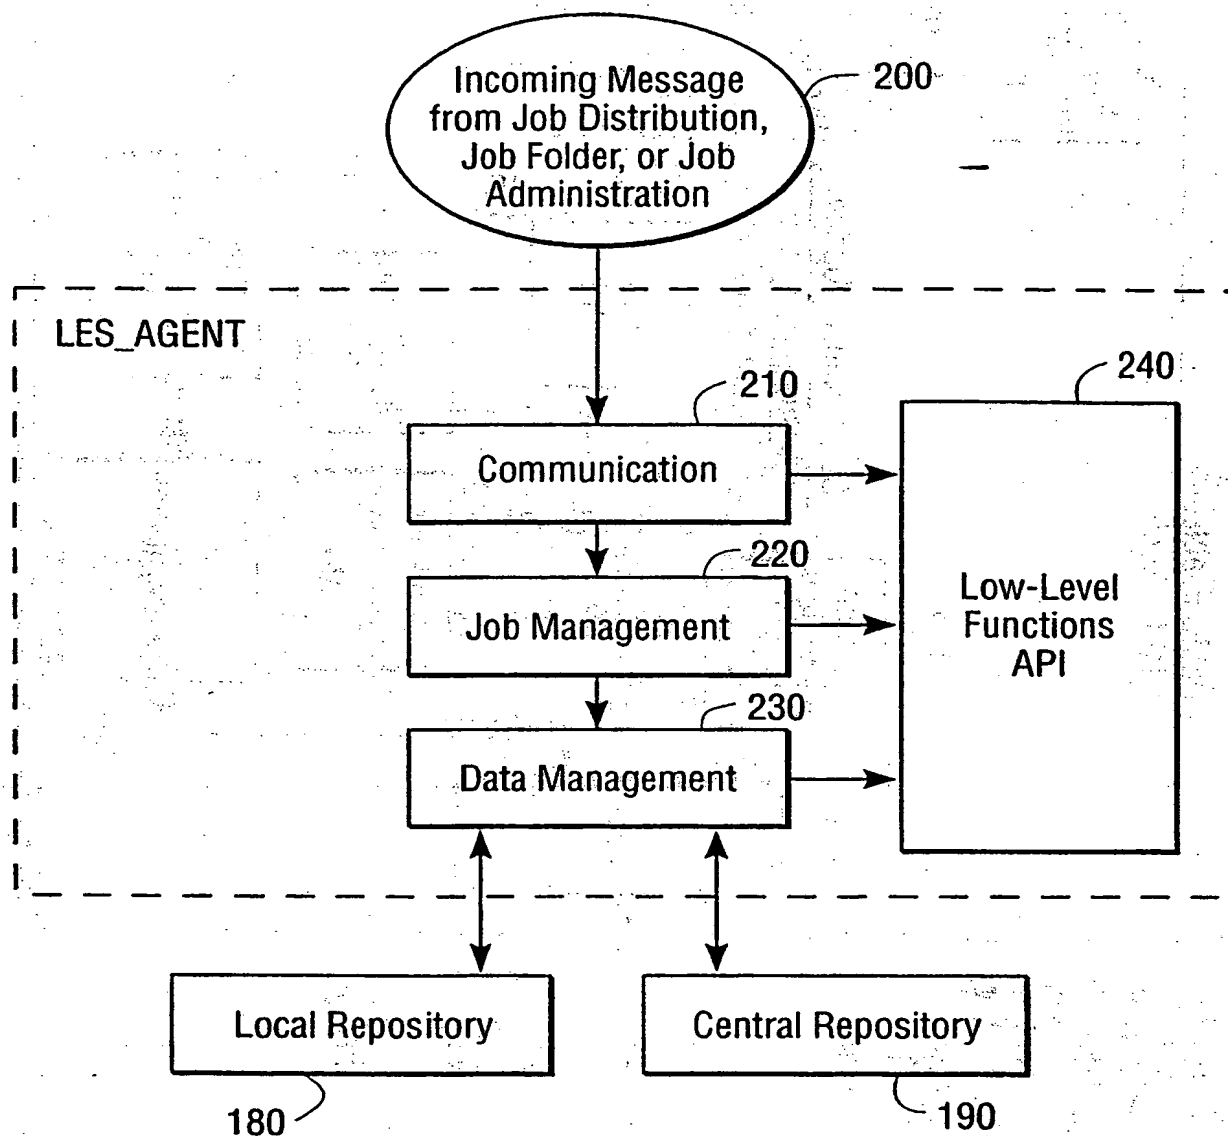 Incoming Message
from Job Distribution,
Job Folder, or Job
Administration
200
LES_AGENT
210
240
Communication
220
Job Management
Low-Level
Functions
API
230
Data Management
Local Repository
Central Repository
180
190